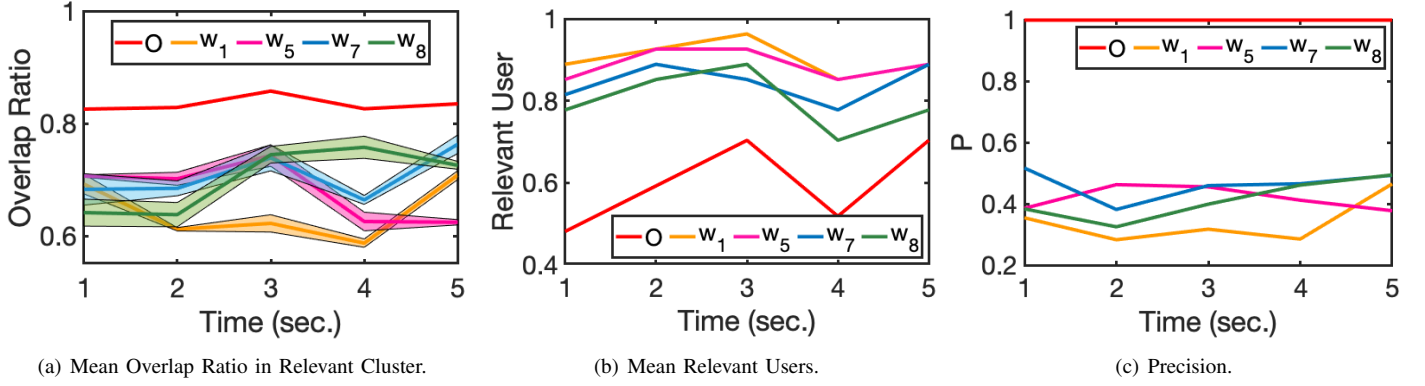 1
0.8
0.6
Overlap Ratio
O w1 w5 w7 w8
1 2 3 4 5
Time (sec.)
(a) Mean Overlap Ratio in Relevant Cluster.
1
0.8
0.6
0.4
Relevant User
O w1 w5 w7 w8
1 2 3 4 5
Time (sec.)
(b) Mean Relevant Users.
1
0.8
0.6
0.4
0.2
P
O w1 w5 w7 w8
1 2 3 4 5
Time (sec.)
(c) Precision.